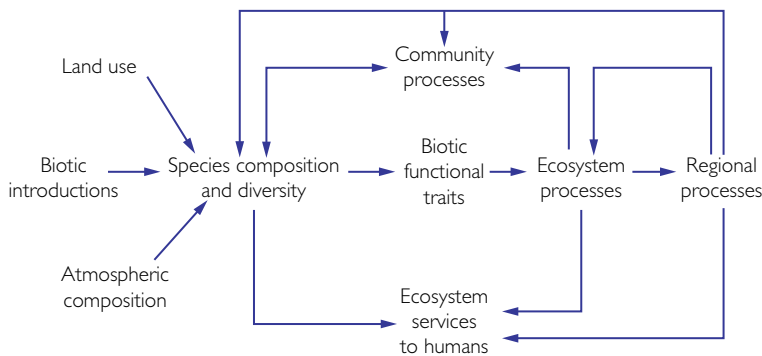 Community
processes
Land use
Biotic
introductions
Species composition
and diversity
Biotic
functional
traits
Ecosystem
processes
Regional
processes
Atmospheric
composition
Ecosystem
services
to humans